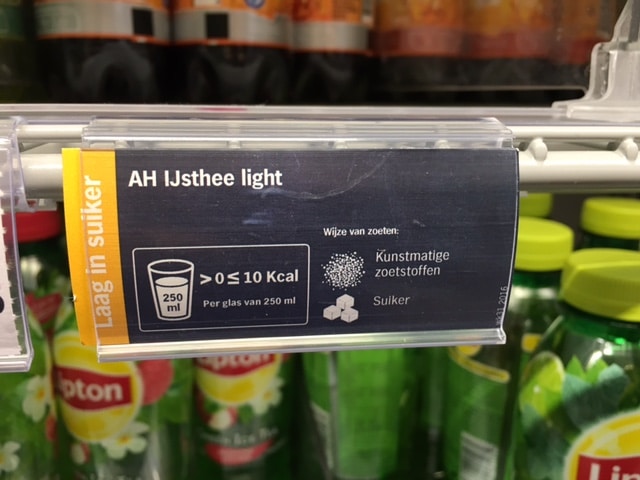 Laag in suiker
AH IJsthee light
>0≤10 Kcal
250
ml
Per glas van 250 ml
Wijze van zoeten:
Kunstmatige
zoetstoffen
Suiker
Lipton
Lipton